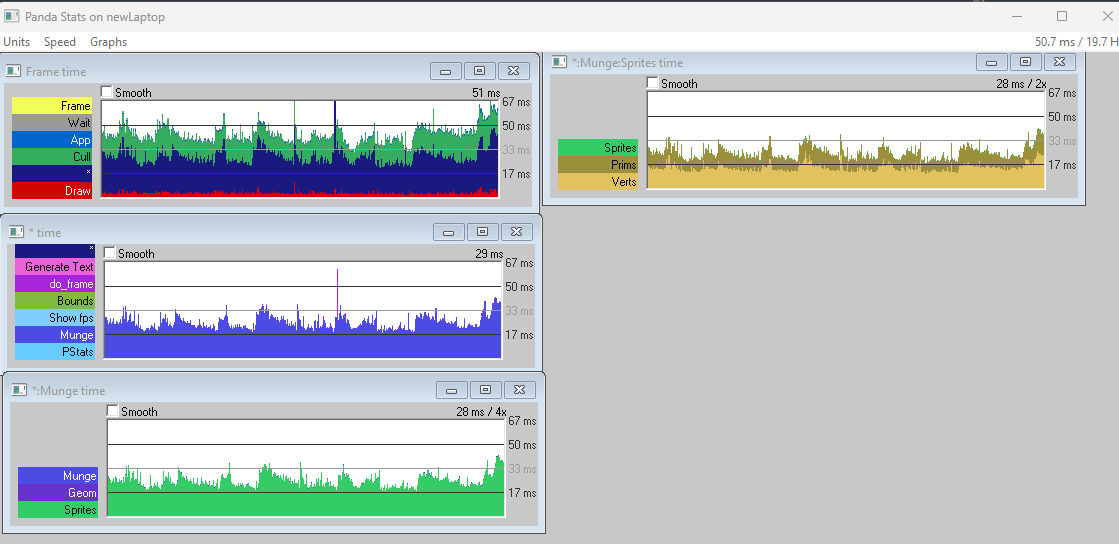 Panda Stats on newLaptop
Units Speed Graphs 50.7 ms / 19.7 H
Frame time
Smooth 51 ms
67 ms
50 ms
33 ms
17 ms
Frame
Wait
App
Cull
*
Draw
*:Munge:Sprites time
Smooth 28 ms / 2x
67 ms
50 ms
33 ms
17 ms
Sprites
Prims
Verts
* time
Smooth 29 ms
67 ms
50 ms
33 ms
17 ms
*
Generate Text
do_frame
Bounds
Show fps
Munge
PStats
*:Munge time
Smooth 28 ms / 4x
67 ms
50 ms
33 ms
17 ms
Munge
Geom
Sprites